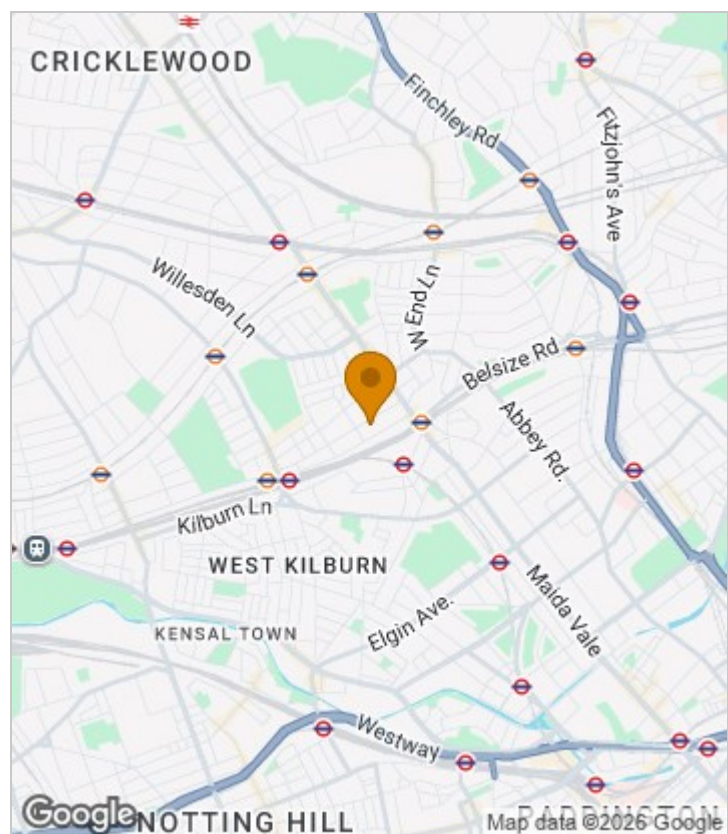 CRICKLEWOOD
Finchley Rd
Fitzjohn's Ave
Willesden Ln
W End Ln
Belsize Rd
Abbey Rd.
Kilburn Ln
WEST KILBURN
Maida Vale
KENSAL TOWN
Elgin Ave.
Westway
Google
NOTTING HILL
PADDINGTON
Map data ©2026 Google